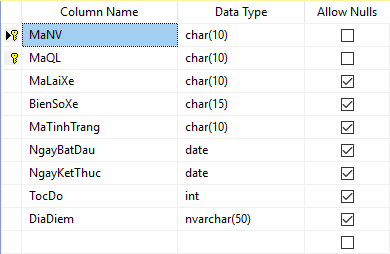 Column Name Data Type Allow Nulls
MaNV char(10)
MaQL char(10)
MaLaiXe char(10)
BienSoXe char(15)
MaTinhTrang char(10)
NgayBatDau date
NgayKetThuc date
TocDo int
DiaDiem nvarchar(50)